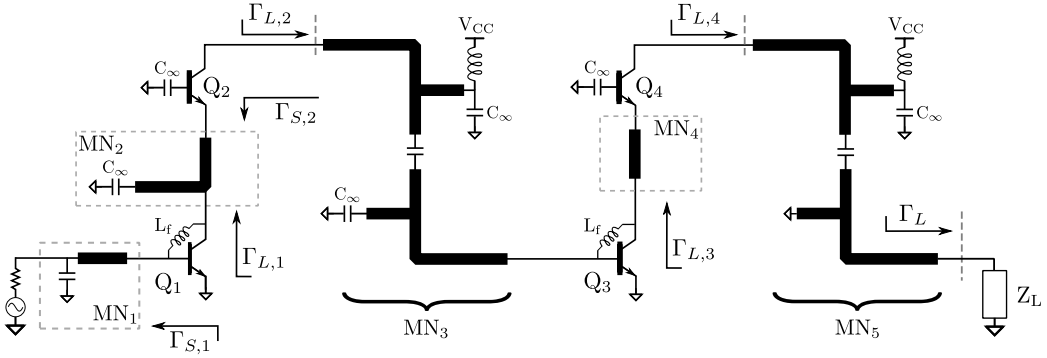 Γ_{L,2}
Γ_{L,4}
V_CC
V_CC
C_∞
Q_2
C_∞
Q_4
C_∞
C_∞
Γ_{S,2}
MN_2
MN_4
C_∞
C_∞
L_f
L_f
Γ_{L,1}
Γ_{L,3}
Γ_L
Q_1
Q_3
Z_L
MN_1
MN_3
MN_5
Γ_{S,1}